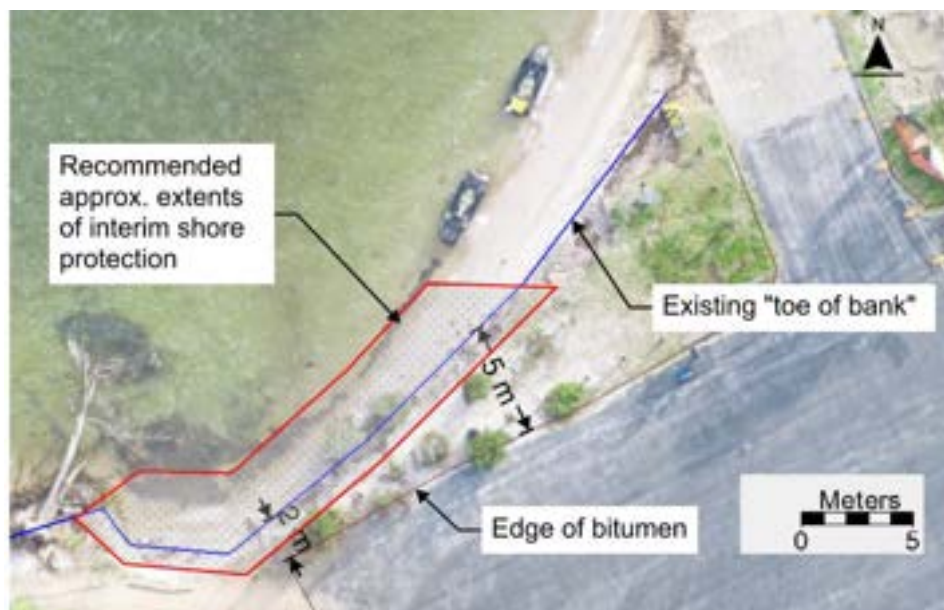 N
Recommended
approx. extents
of interim shore
protection
Existing "toe of bank"
5 m
2 m
Edge of bitumen
Meters
0 5